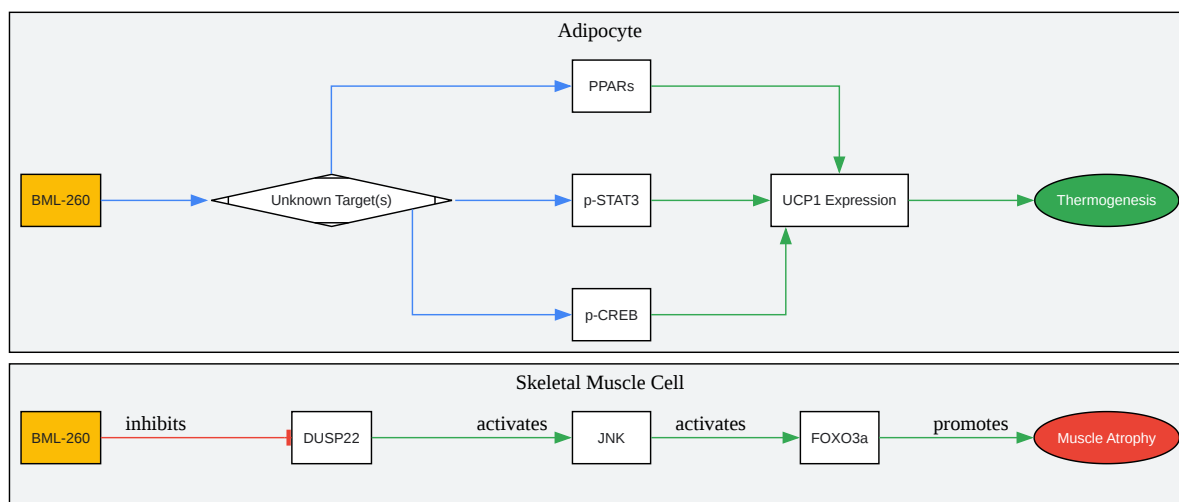 Adipocyte
PPARs
BML-260
Unknown Target(s)
p-STAT3
UCP1 Expression
Thermogenesis
p-CREB
Skeletal Muscle Cell
BML-260
inhibits
DUSP22
activates
JNK
activates
FOXO3a
promotes
Muscle Atrophy